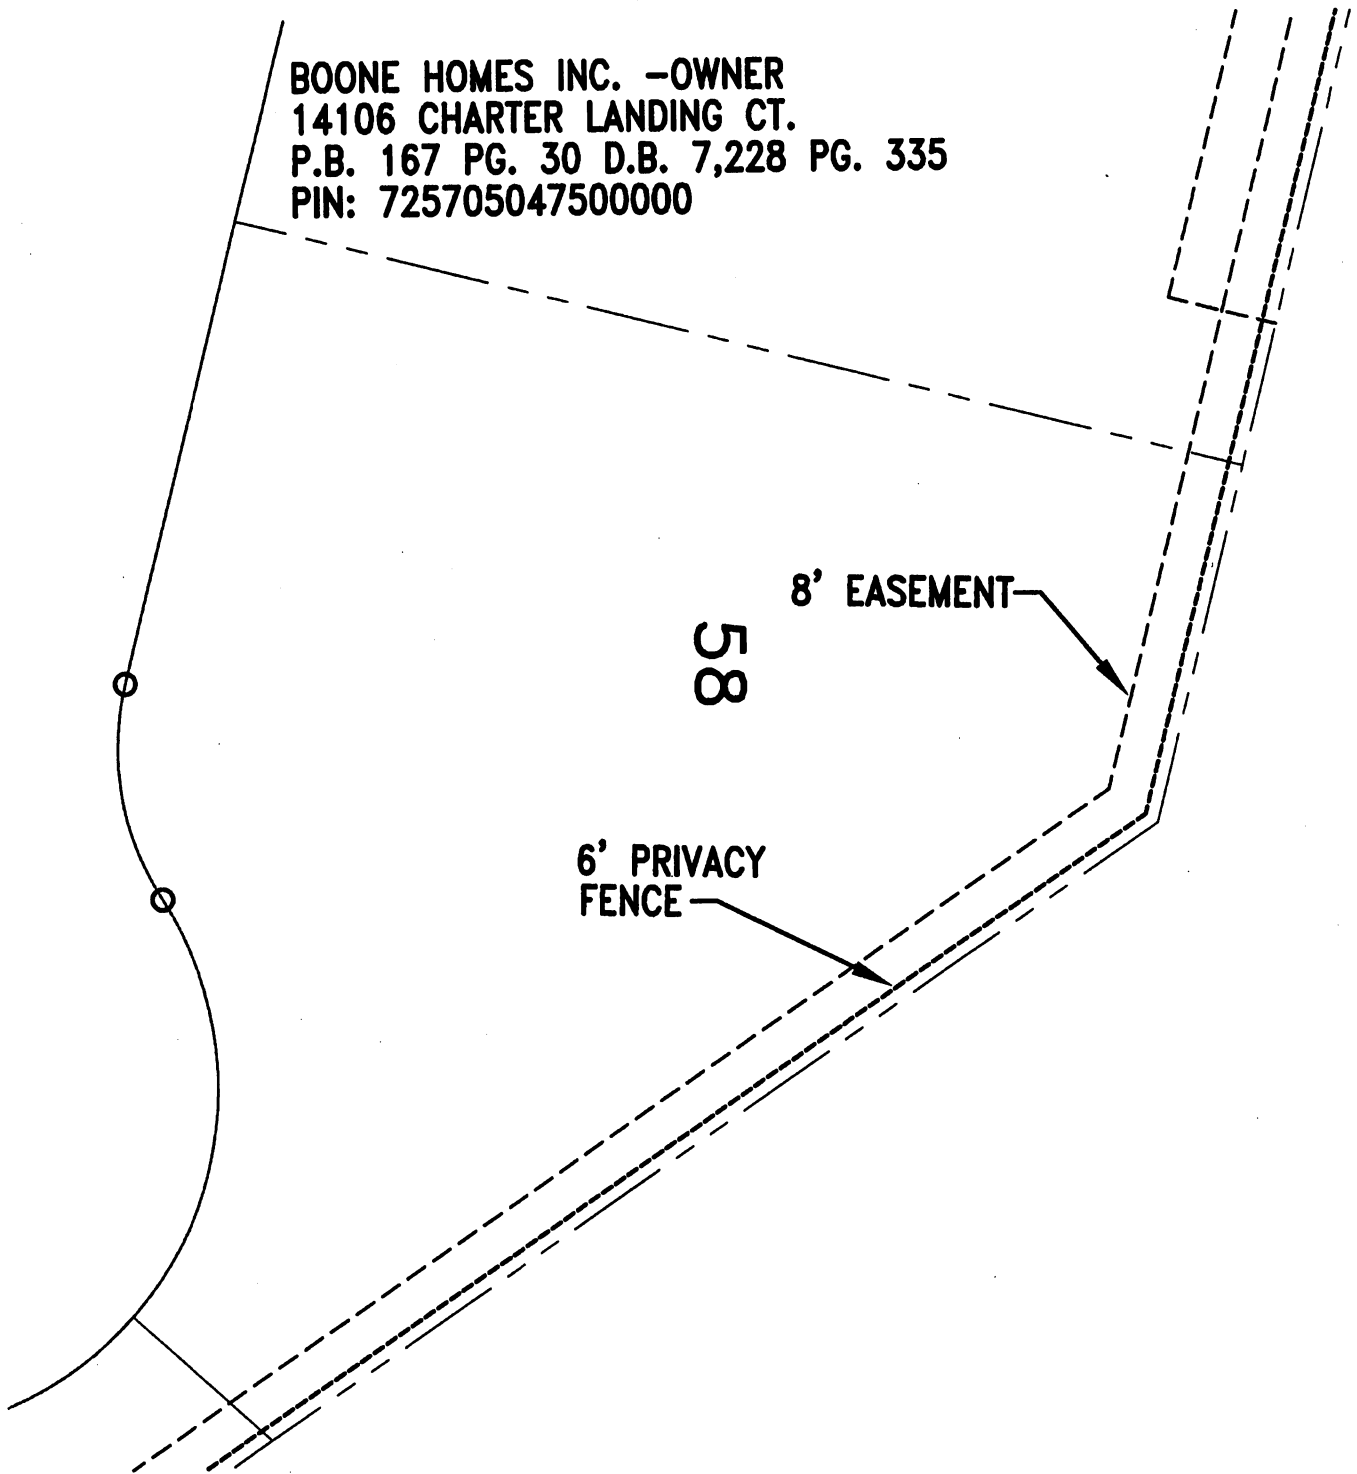 BOONE HOMES INC. -OWNER
14106 CHARTER LANDING CT.
P.B. 167 PG. 30 D.B. 7,228 PG. 335
PIN: 725705047500000
8' EASEMENT
58
6' PRIVACY
FENCE